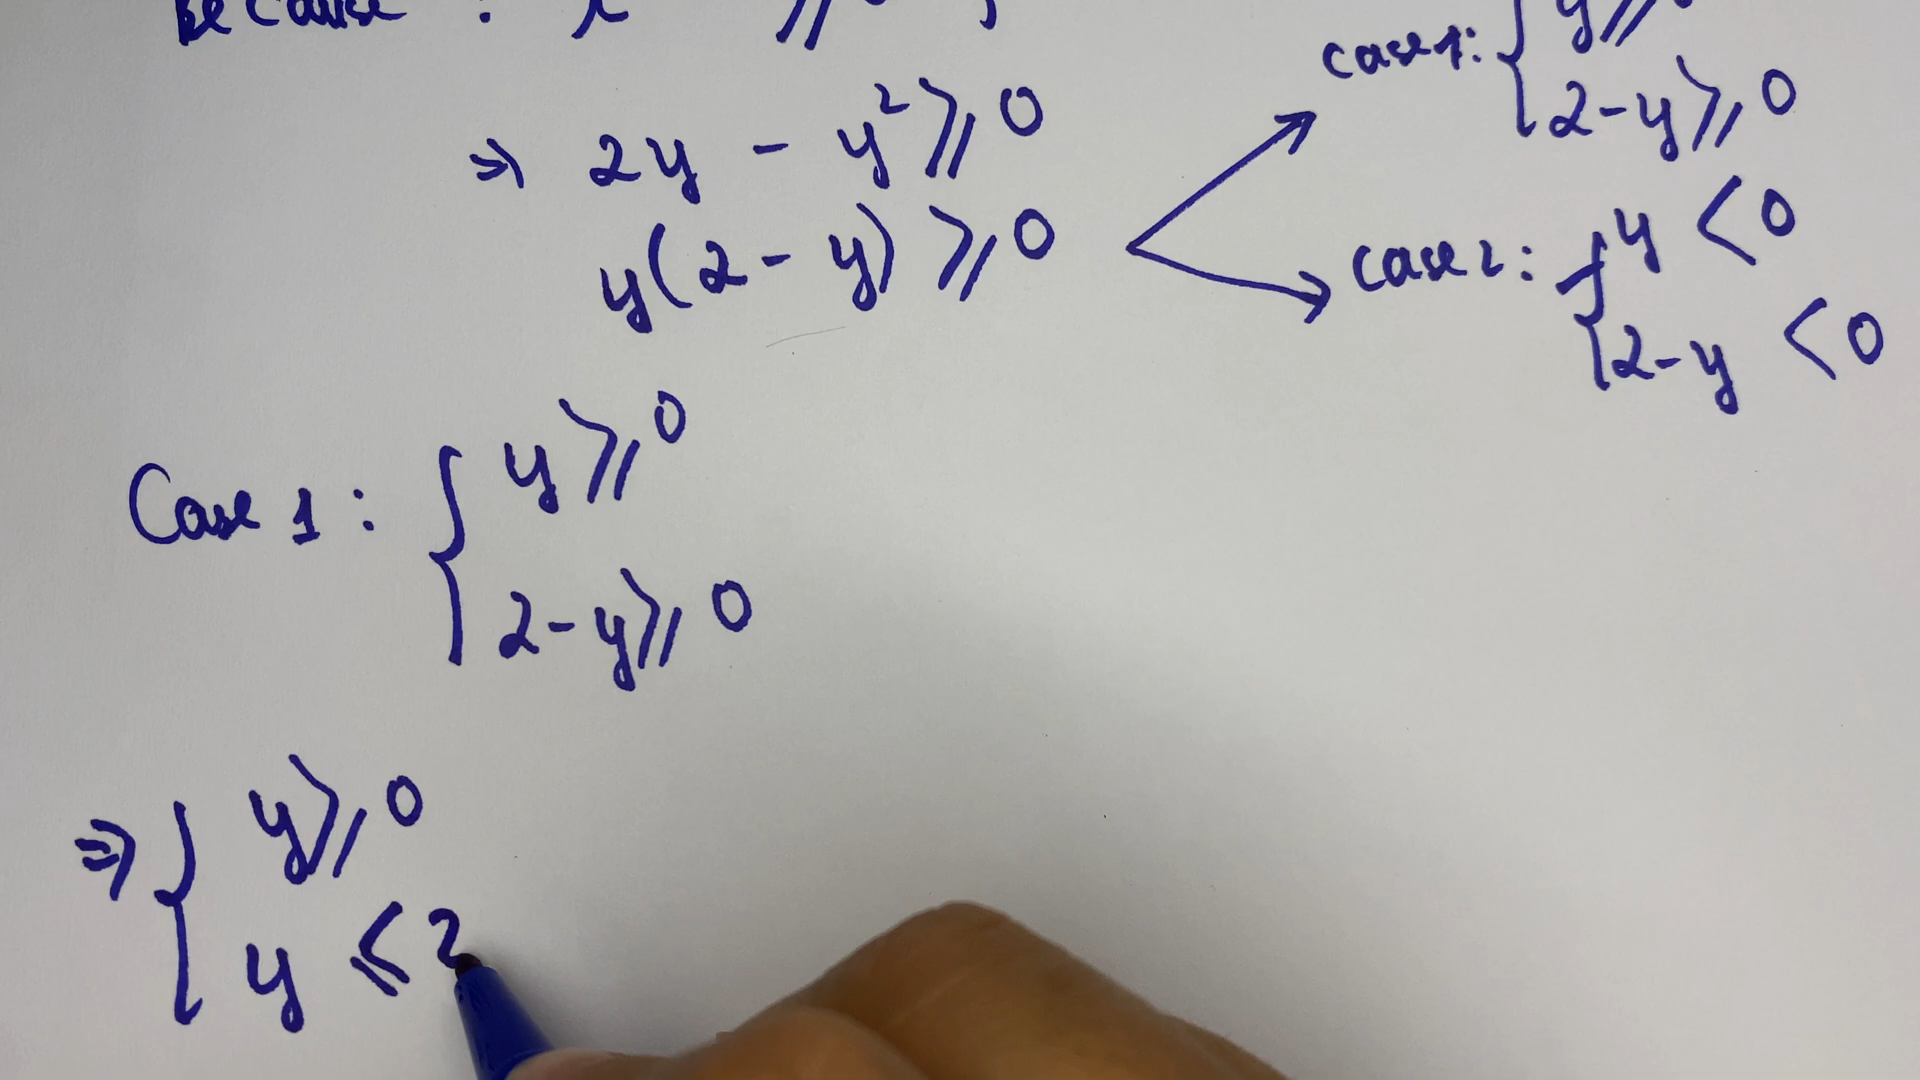 Because :
⇒ 2y - y² ≥ 0
y(2 - y) ≥ 0
case 1: { y ≥
2 - y ≥ 0
case 2: { y < 0
2 - y < 0
Case 1 : { y ≥ 0
2 - y ≥ 0
⇒ { y ≥ 0
y ≤ 2